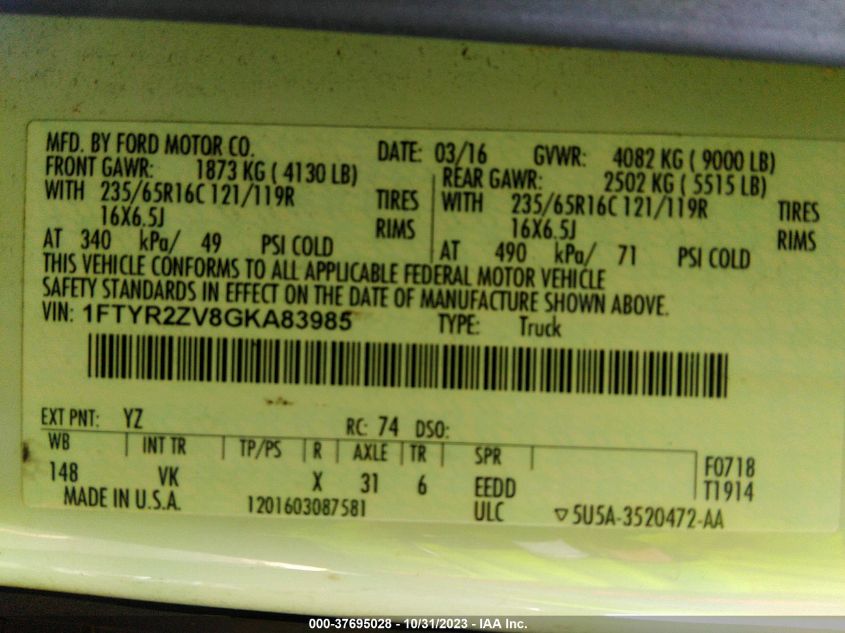 MFD. BY FORD MOTOR CO. DATE: 03/16 GVWR: 4082 KG ( 9000 LB)
FRONT GAWR: 1873 KG ( 4130 LB) REAR GAWR: 2502 KG ( 5515 LB)
WITH 235/65R16C 121/119R TIRES WITH 235/65R16C 121/119R TIRES
16X6.5J RIMS 16X6.5J RIMS
AT 340 kPa/ 49 PSI COLD AT 490 kPa/ 71 PSI COLD
THIS VEHICLE CONFORMS TO ALL APPLICABLE FEDERAL MOTOR VEHICLE
SAFETY STANDARDS IN EFFECT ON THE DATE OF MANUFACTURE SHOWN ABOVE.
VIN: 1FTYR2ZV8GKA83985 TYPE: Truck
EXT PNT: YZ RC: 74 DSO:
WB INT TR TP/PS R AXLE TR SPR F0718
148 VK X 31 6 EEDD T1914
MADE IN U.S.A. 1201603087581 ULC ▽5U5A-3520472-AA
000-37695028 - 10/31/2023 - IAA Inc.